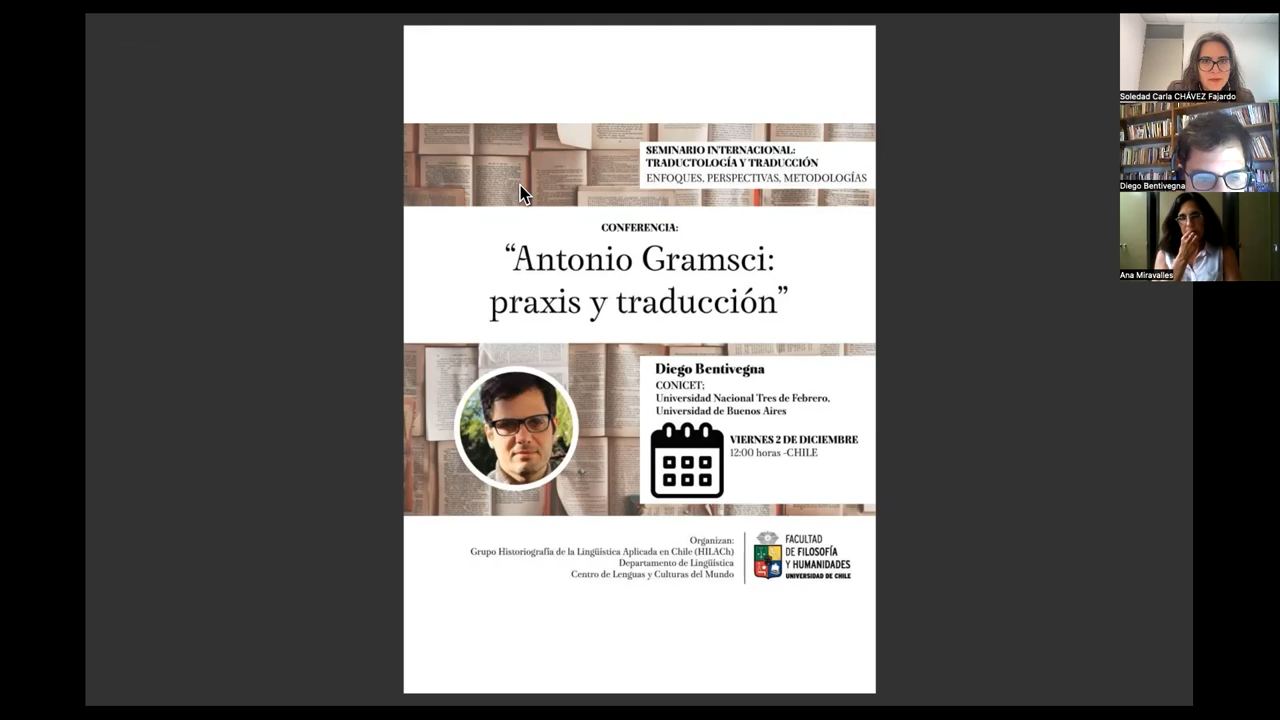 SEMINARIO INTERNACIONAL:
TRADUCTOLOGÍA Y TRADUCCIÓN
ENFOQUES, PERSPECTIVAS, METODOLOGÍAS
CONFERENCIA:
“Antonio Gramsci:
praxis y traducción”
Diego Bentivegna
CONICET;
Universidad Nacional Tres de Febrero,
Universidad de Buenos Aires
VIERNES 2 DE DICIEMBRE
12:00 horas -CHILE
Organizan:
Grupo Historiografía de la Lingüística Aplicada en Chile (HILACh)
Departamento de Lingüística
Centro de Lenguas y Culturas del Mundo
FACULTAD
DE FILOSOFÍA
Y HUMANIDADES
UNIVERSIDAD DE CHILE
Soledad Carla CHÁVEZ Fajardo
Diego Bentivegna
Ana Miravalles